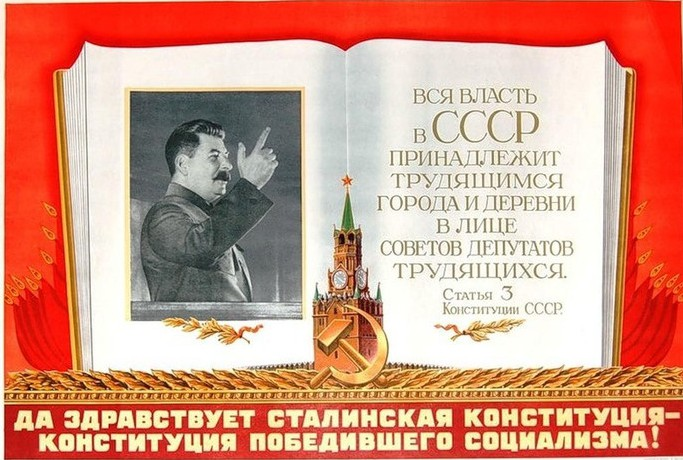 ВСЯ ВЛАСТЬ
В СССР
ПРИНАДЛЕЖИТ
ТРУДЯЩИМСЯ
ГОРОДА И ДЕРЕВНИ
В ЛИЦЕ
СОВЕТОВ ДЕПУТАТОВ
ТРУДЯЩИХСЯ.
Статья 3
Конституции СССР.
ДА ЗДРАВСТВУЕТ СТАЛИНСКАЯ КОНСТИТУЦИЯ–
КОНСТИТУЦИЯ ПОБЕДИВШЕГО СОЦИАЛИЗМА!